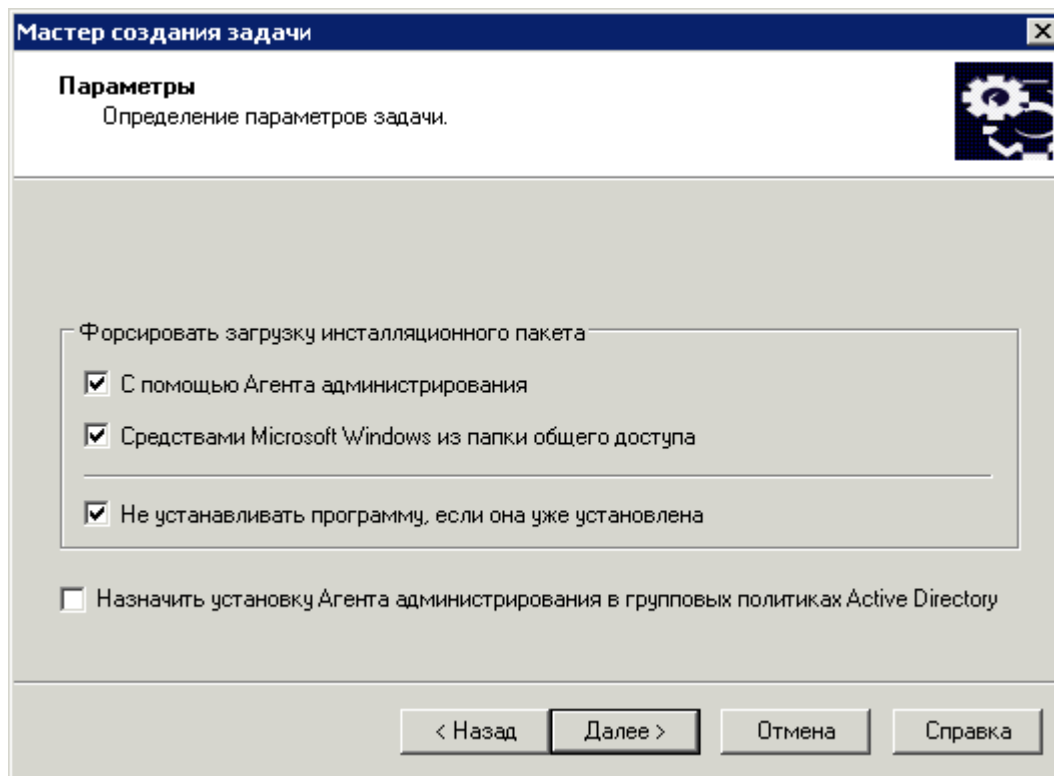 Мастер создания задачи
Параметры
Определение параметров задачи.
Форсировать загрузку инсталляционного пакета
С помощью Агента администрирования
Средствами Microsoft Windows из папки общего доступа
Не устанавливать программу, если она уже установлена
Назначить установку Агента администрирования в групповых политиках Active Directory
< Назад
Далее >
Отмена
Справка